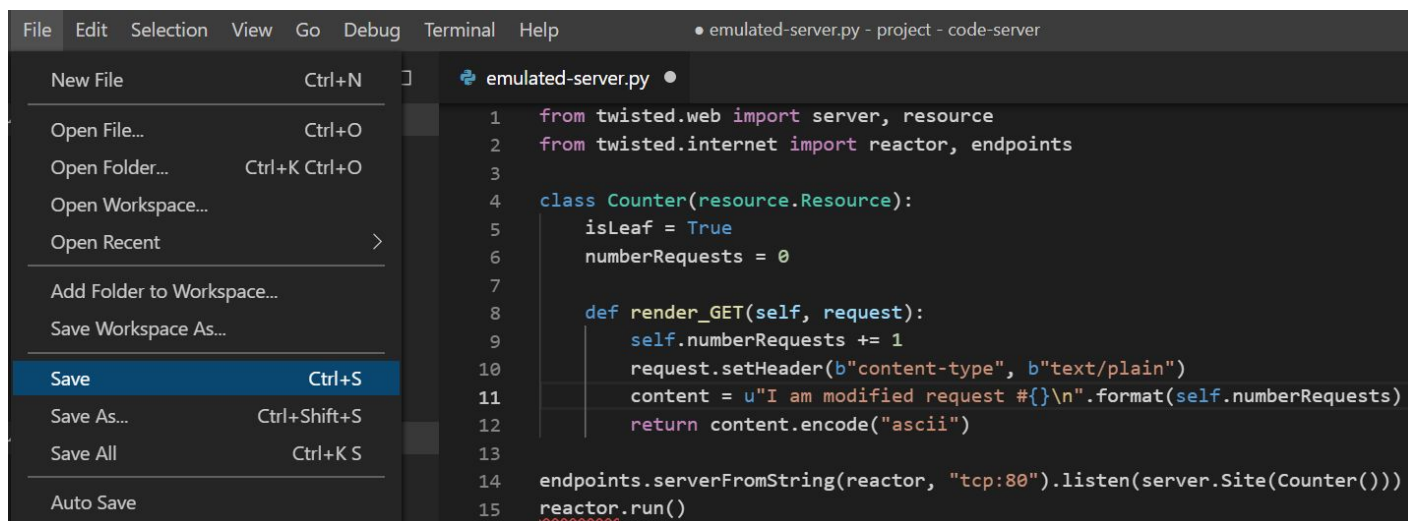 File Edit Selection View Go Debug Terminal Help ● emulated-server.py - project - code-server
New File Ctrl+N
Open File... Ctrl+O
Open Folder... Ctrl+K Ctrl+O
Open Workspace...
Open Recent
Add Folder to Workspace...
Save Workspace As...
Save Ctrl+S
Save As... Ctrl+Shift+S
Save All Ctrl+K S
Auto Save
emulated-server.py ●
1 from twisted.web import server, resource
2 from twisted.internet import reactor, endpoints
3
4 class Counter(resource.Resource):
5     isLeaf = True
6     numberRequests = 0
7
8     def render_GET(self, request):
9         self.numberRequests += 1
10         request.setHeader(b"content-type", b"text/plain")
11         content = u"I am modified request #{}\n".format(self.numberRequests)
12         return content.encode("ascii")
13
14 endpoints.serverFromString(reactor, "tcp:80").listen(server.Site(Counter()))
15 reactor.run()